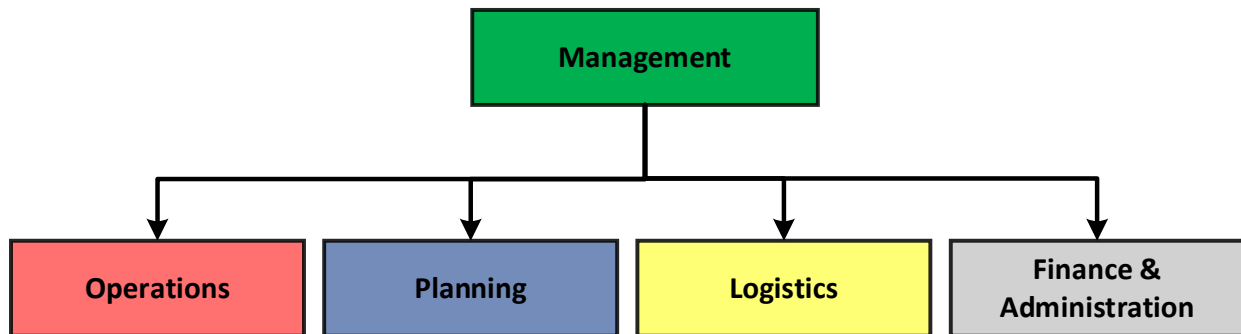 Management
Operations
Planning
Logistics
Finance &
Administration